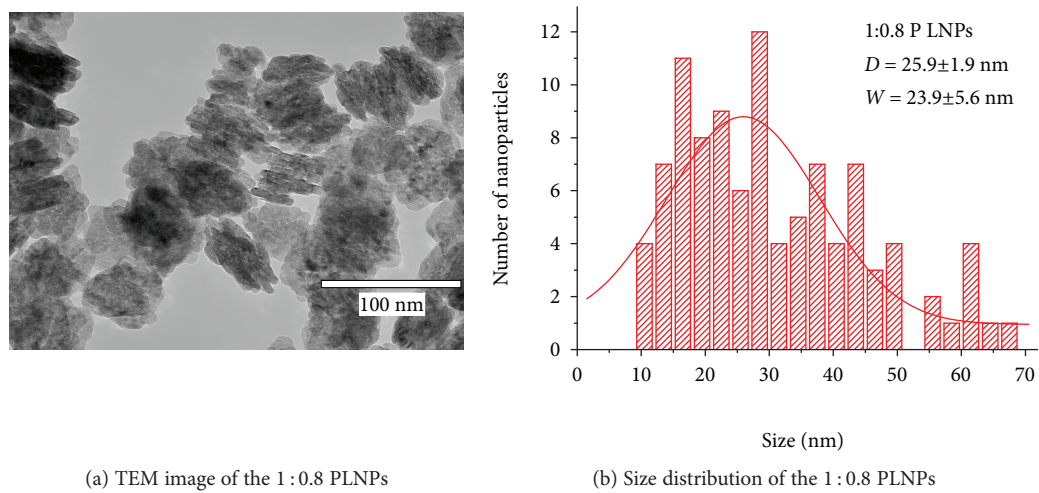 100 nm
12
10
8
6
4
2
0
Number of nanoparticles
1:0.8 P LNPs
D = 25.9±1.9 nm
W = 23.9±5.6 nm
0 10 20 30 40 50 60 70
Size (nm)
(a) TEM image of the 1 : 0.8 PLNPs
(b) Size distribution of the 1 : 0.8 PLNPs